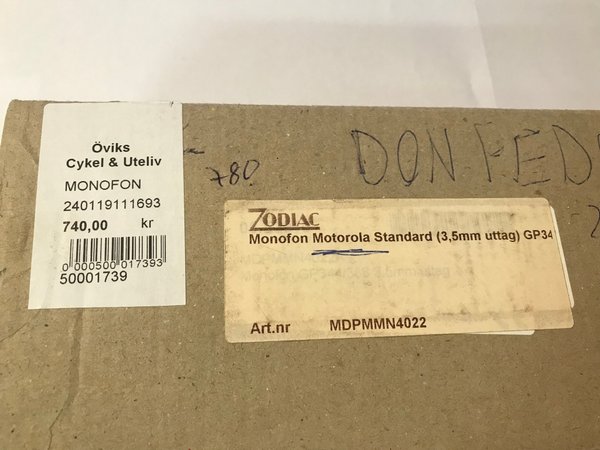 Öviks
Cykel & Uteliv
MONOFON
240119111693
740,00 kr
0 000500 017393
50001739
780
DON
ZODIAC
Monofon Motorola Standard (3,5mm uttag) GP34
Art.nr MDPMMN4022